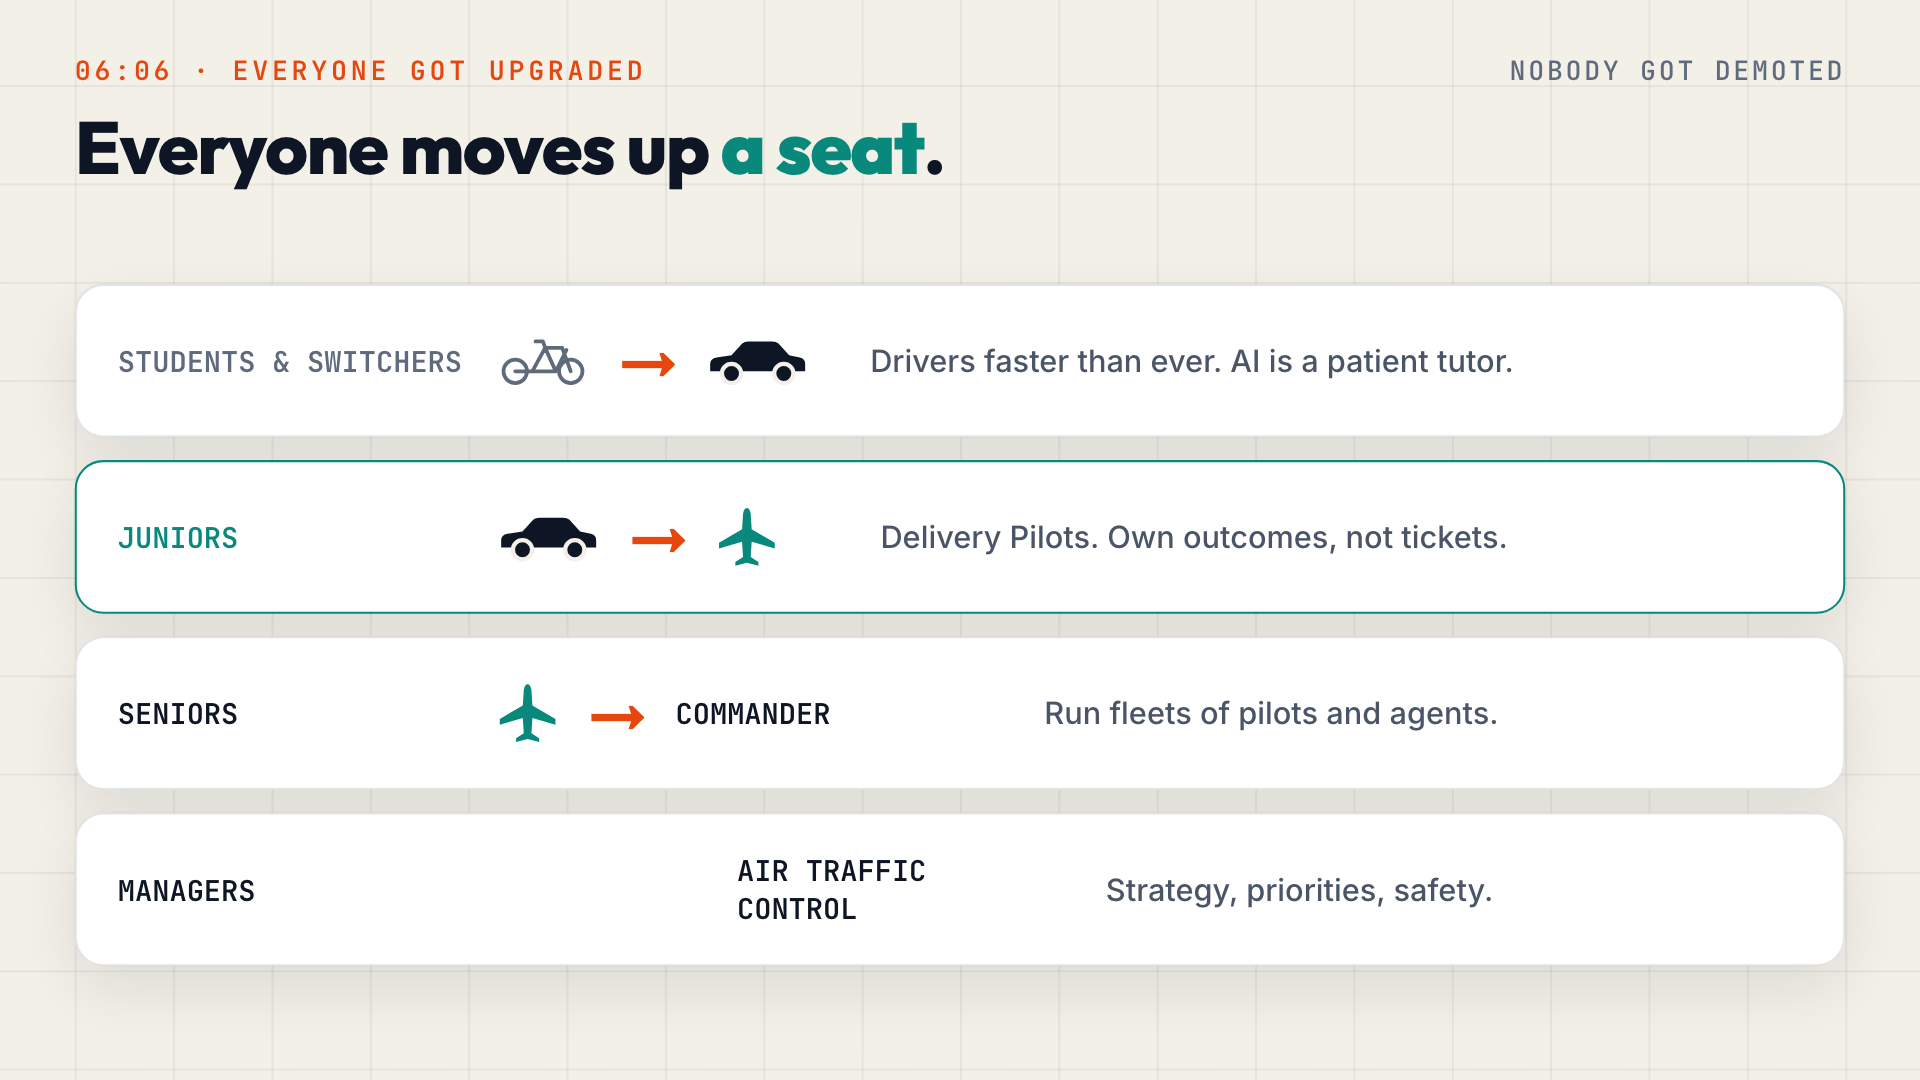 06:06 · EVERYONE GOT UPGRADED
NOBODY GOT DEMOTED
Everyone moves up a seat.
STUDENTS & SWITCHERS
Drivers faster than ever. AI is a patient tutor.
JUNIORS
Delivery Pilots. Own outcomes, not tickets.
SENIORS
COMMANDER
Run fleets of pilots and agents.
MANAGERS
AIR TRAFFIC
CONTROL
Strategy, priorities, safety.